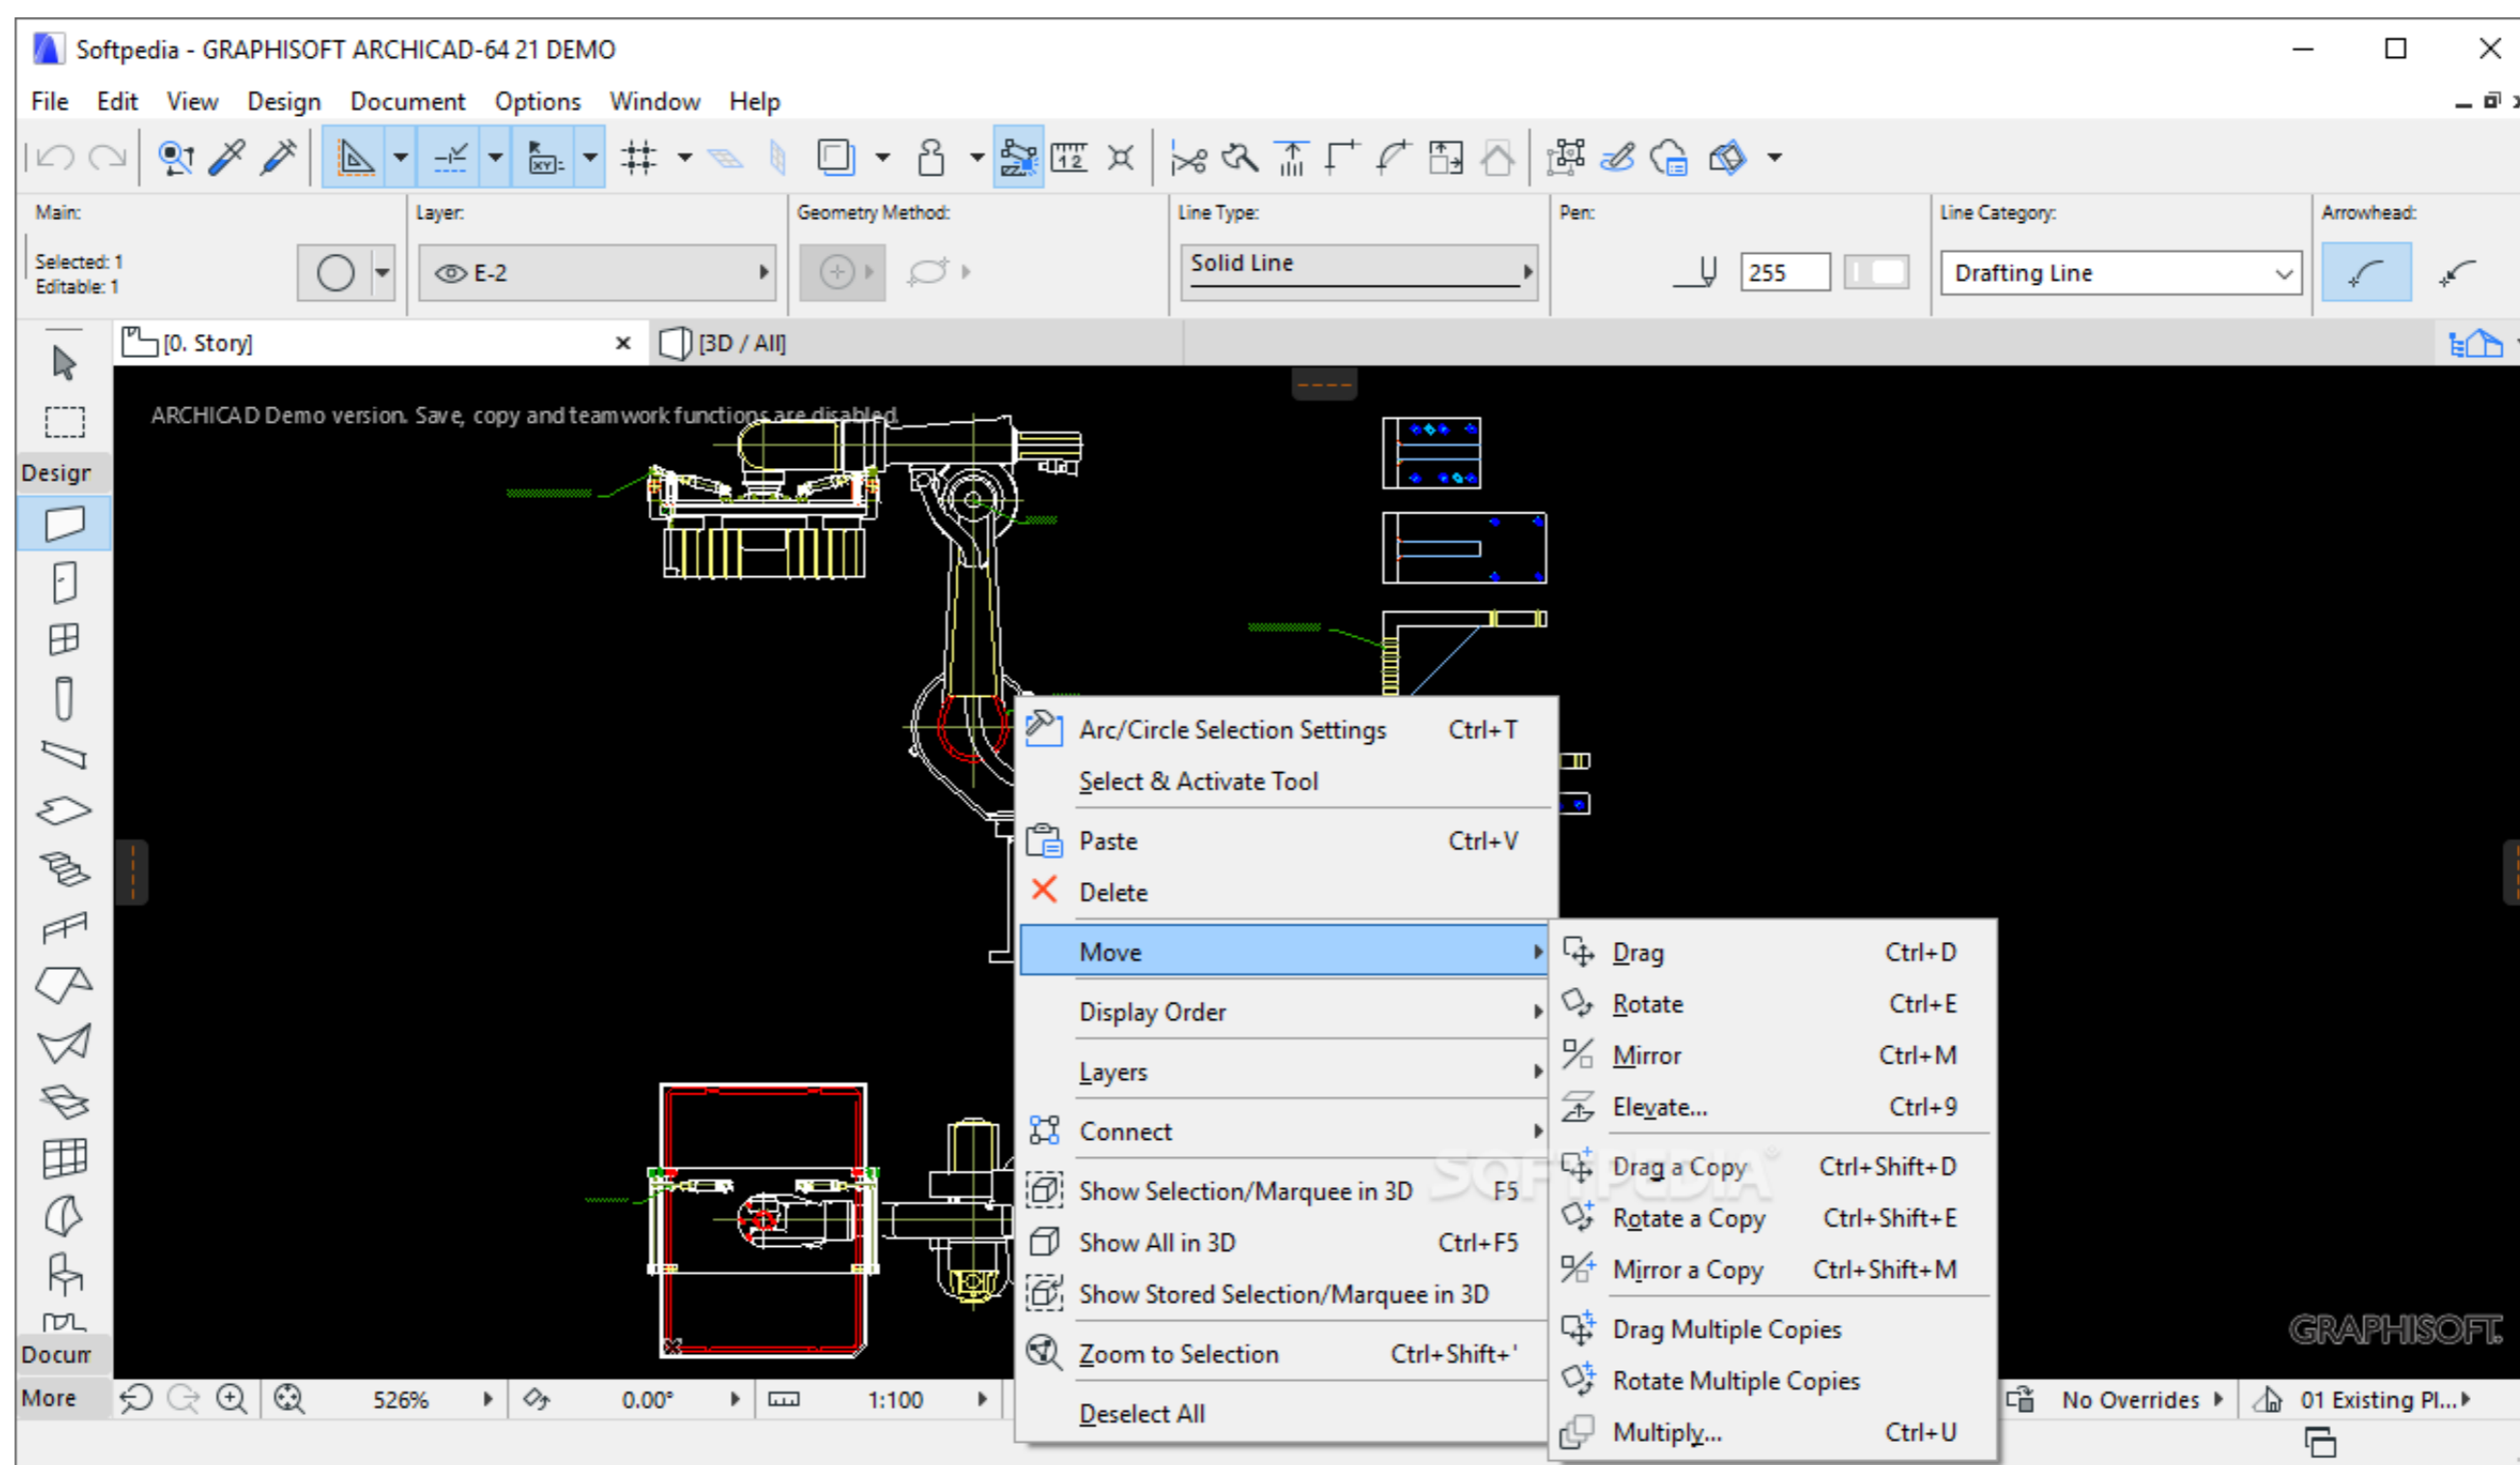 Softpedia - GRAPHISOFT ARCHICAD-64 21 DEMO
File Edit View Design Document Options Window Help
XY:
12
Main: Layer: Geometry Method: Line Type: Pen: Line Category: Arrowhead:
Selected: 1
Editable: 1
E-2
Solid Line
255
Drafting Line
[0. Story]
[3D / All]
ARCHICAD Demo version. Save, copy and teamwork functions are disabled.
Design
Arc/Circle Selection Settings Ctrl+T
Select & Activate Tool
Paste Ctrl+V
Delete
Move
Display Order
Layers
Connect
Show Selection/Marquee in 3D F5
Show All in 3D Ctrl+F5
Show Stored Selection/Marquee in 3D
Zoom to Selection Ctrl+Shift+'
Deselect All
Drag Ctrl+D
Rotate Ctrl+E
Mirror Ctrl+M
Elevate... Ctrl+9
Drag a Copy Ctrl+Shift+D
Rotate a Copy Ctrl+Shift+E
Mirror a Copy Ctrl+Shift+M
Drag Multiple Copies
Rotate Multiple Copies
Multiply... Ctrl+U
SOFTPEDIA®
GRAPHISOFT.
Docum
More
526% 0.00° 1:100 No Overrides 01 Existing Pl...